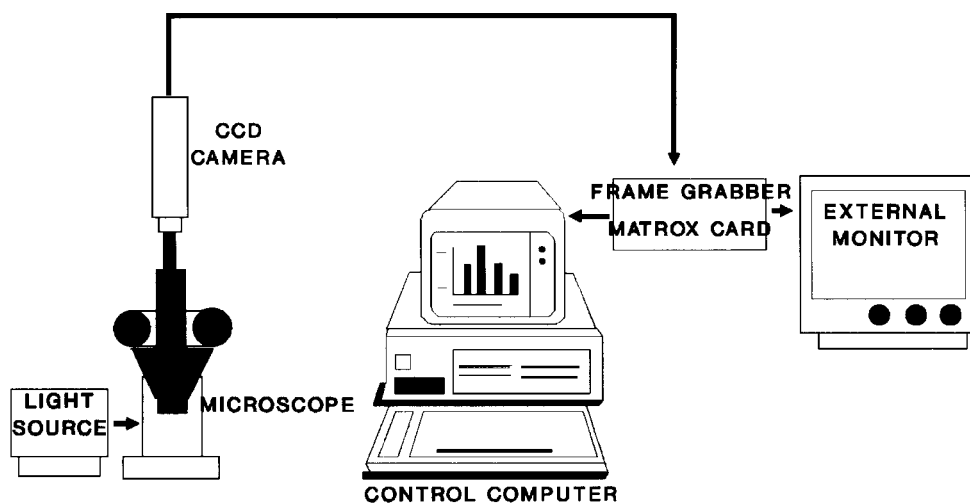 CCD
CAMERA
FRAME GRABBER
MATROX CARD
EXTERNAL
MONITOR
LIGHT
SOURCE
MICROSCOPE
CONTROL COMPUTER